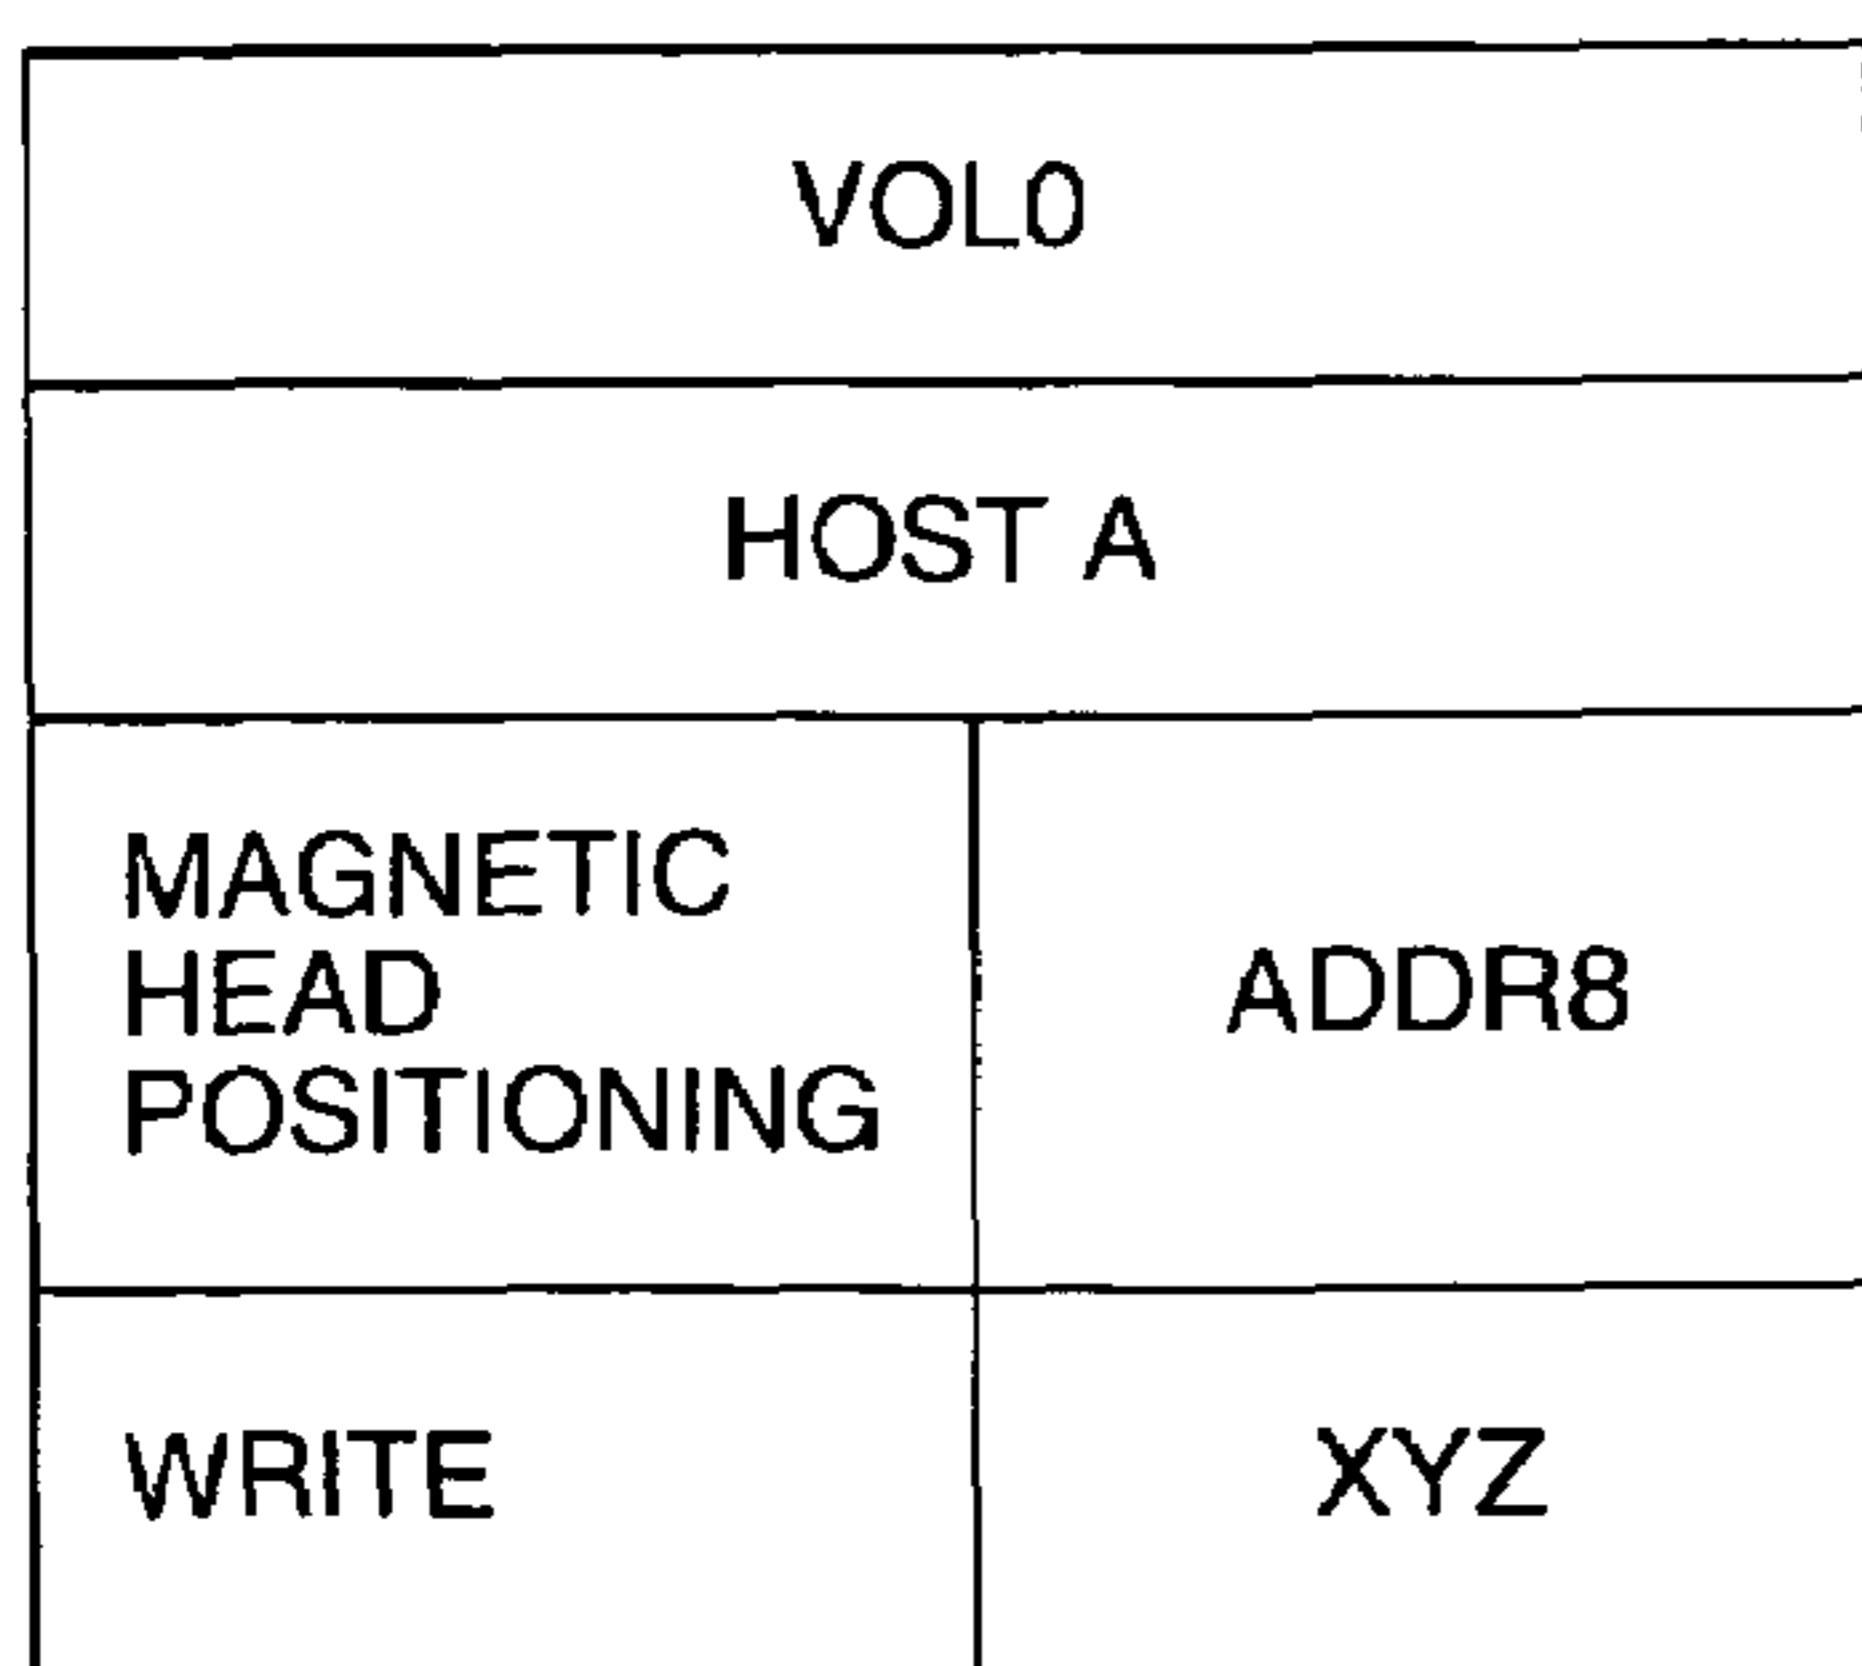 VOL0
HOST A
MAGNETIC
HEAD
POSITIONING
ADDR8
WRITE
XYZ